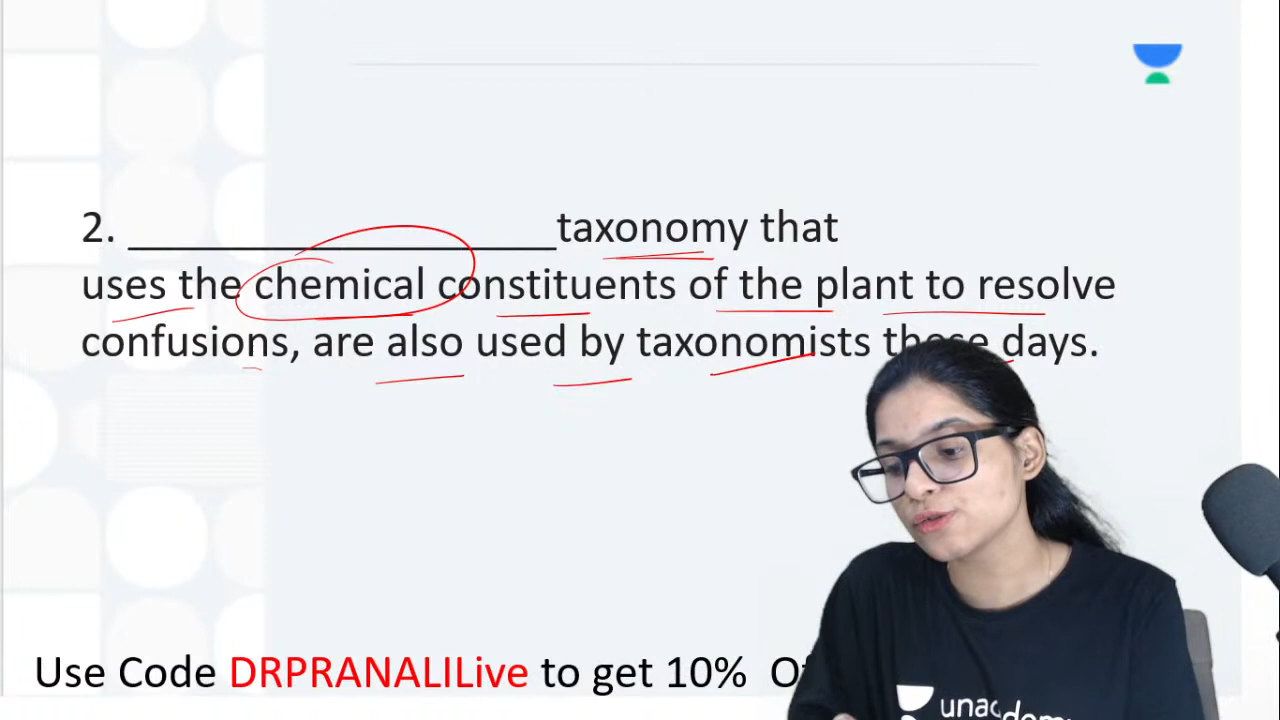 2. ____________________taxonomy that
uses the chemical constituents of the plant to resolve
confusions, are also used by taxonomists these days.
Use Code DRPRANALILive to get 10%
unacademy